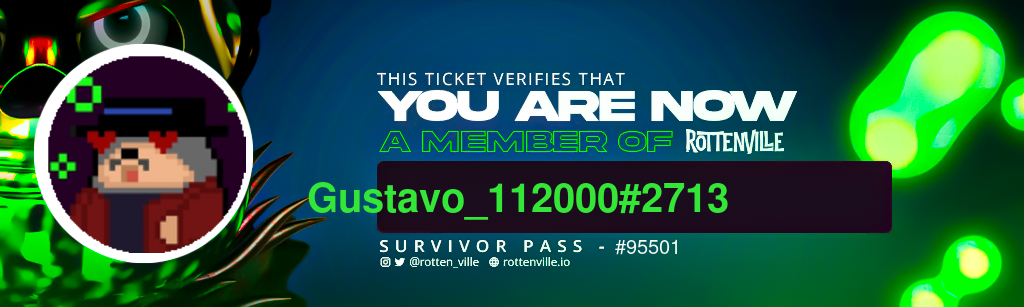 THIS TICKET VERIFIES THAT
YOU ARE NOW
A MEMBER OF ROTTENVILLE
Gustavo_112000#2713
SURVIVOR PASS - #95501
@rotten_ville rottenville.io